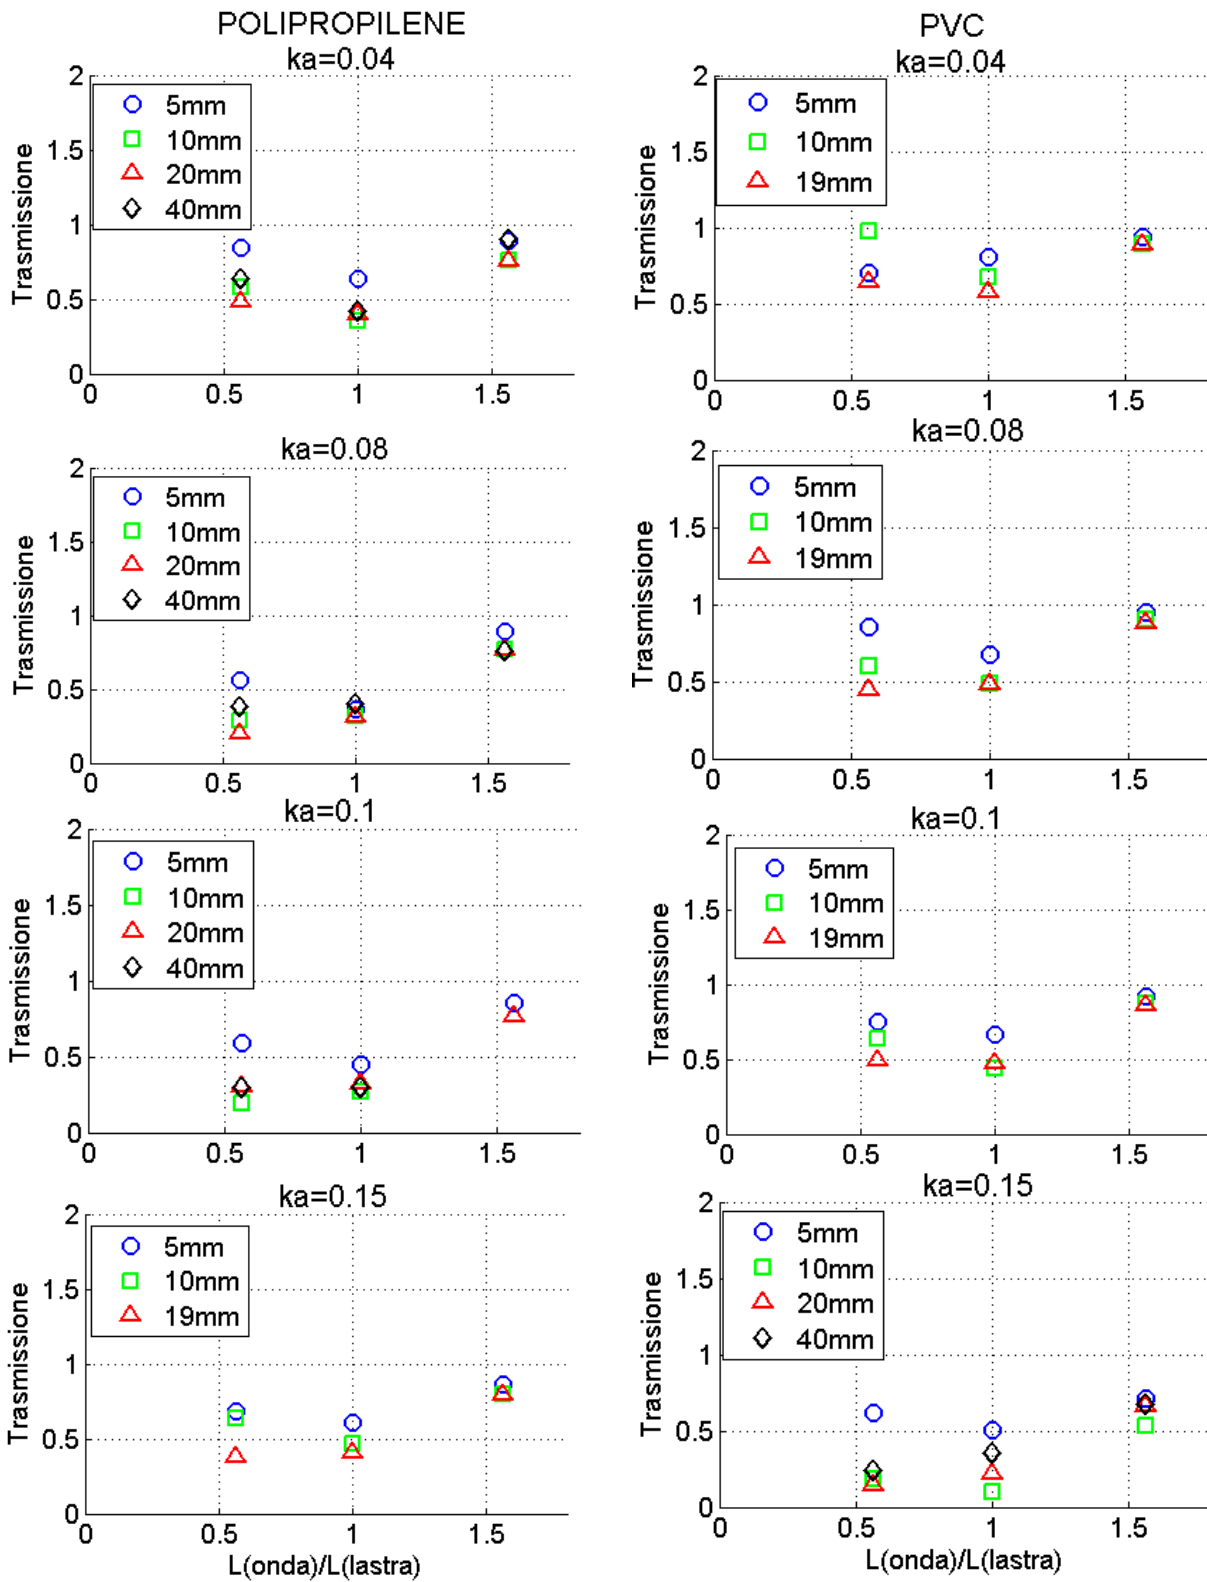 POLIPROPILENE
ka=0.04
2
1.5
1
0.5
0
0
0.5
1
1.5
Trasmissione
5mm
10mm
20mm
40mm
PVC
ka=0.04
2
1.5
1
0.5
0
0
0.5
1
1.5
Trasmissione
5mm
10mm
19mm
ka=0.08
2
1.5
1
0.5
0
0
0.5
1
1.5
Trasmissione
5mm
10mm
20mm
40mm
ka=0.08
2
1.5
1
0.5
0
0
0.5
1
1.5
Trasmissione
5mm
10mm
19mm
ka=0.1
2
1.5
1
0.5
0
0
0.5
1
1.5
Trasmissione
5mm
10mm
20mm
40mm
ka=0.1
2
1.5
1
0.5
0
0
0.5
1
1.5
Trasmissione
5mm
10mm
19mm
ka=0.15
2
1.5
1
0.5
0
0
0.5
1
1.5
Trasmissione
5mm
10mm
19mm
L(onda)/L(lastra)
ka=0.15
2
1.5
1
0.5
0
0
0.5
1
1.5
Trasmissione
5mm
10mm
20mm
40mm
L(onda)/L(lastra)